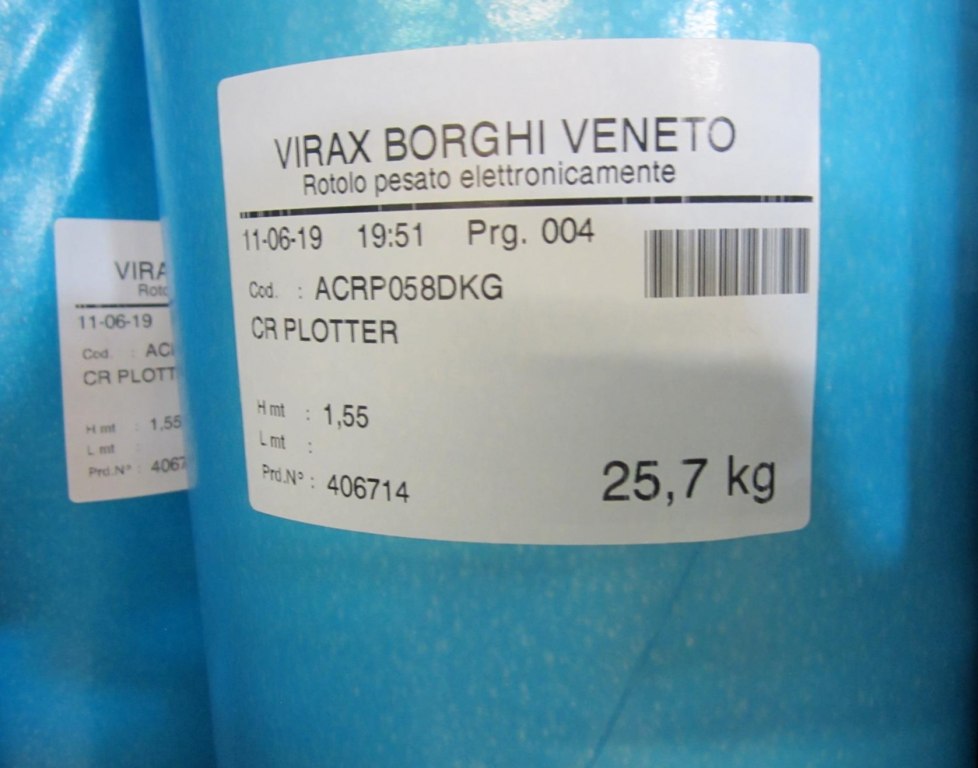 VIRAX BORGHI VENETO
Rotolo pesato elettronicamente
11-06-19 19:51 Prg. 004
Cod. : ACRP058DKG
CR PLOTTER
H mt : 1,55
L mt :
Prd.N° : 406714
25,7 kg
VIRA
Roto
11-06-19
Cod. : AC
CR PLOTT
H mt : 1,55
L mt :
Prd.N° : 4067